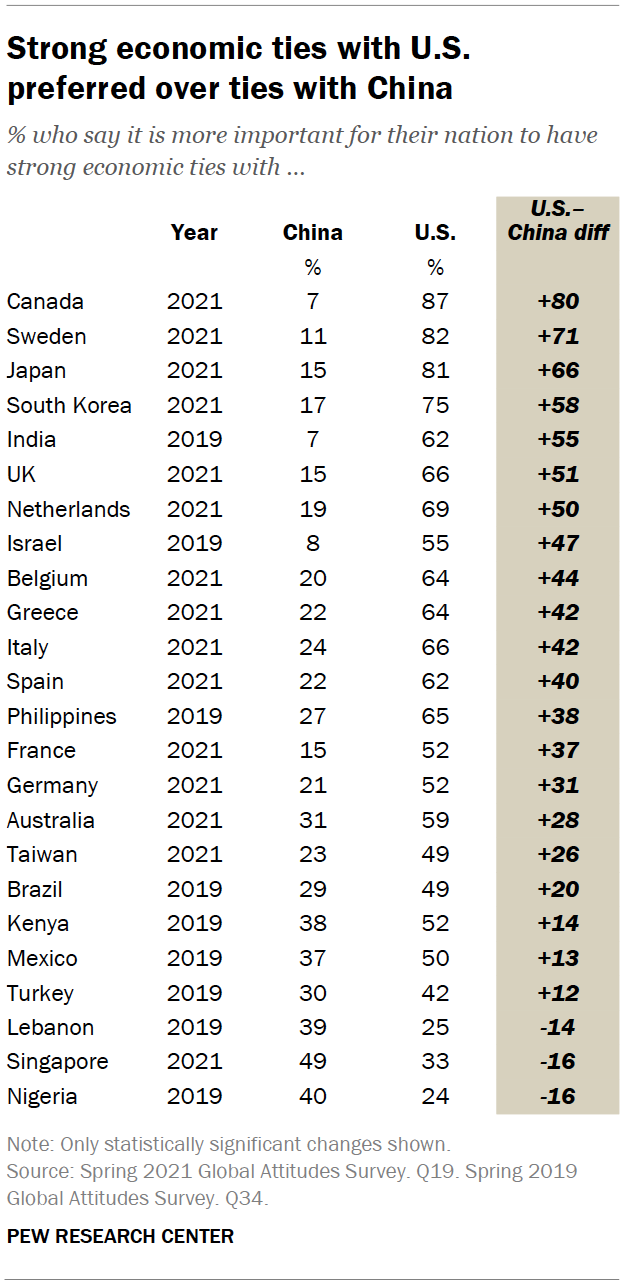 Strong economic ties with U.S.
preferred over ties with China
% who say it is more important for their nation to have
strong economic ties with ...
Year China U.S. U.S.–
China diff
% %
Canada 2021 7 87 +80
Sweden 2021 11 82 +71
Japan 2021 15 81 +66
South Korea 2021 17 75 +58
India 2019 7 62 +55
UK 2021 15 66 +51
Netherlands 2021 19 69 +50
Israel 2019 8 55 +47
Belgium 2021 20 64 +44
Greece 2021 22 64 +42
Italy 2021 24 66 +42
Spain 2021 22 62 +40
Philippines 2019 27 65 +38
France 2021 15 52 +37
Germany 2021 21 52 +31
Australia 2021 31 59 +28
Taiwan 2021 23 49 +26
Brazil 2019 29 49 +20
Kenya 2019 38 52 +14
Mexico 2019 37 50 +13
Turkey 2019 30 42 +12
Lebanon 2019 39 25 -14
Singapore 2021 49 33 -16
Nigeria 2019 40 24 -16
Note: Only statistically significant changes shown.
Source: Spring 2021 Global Attitudes Survey. Q19. Spring 2019
Global Attitudes Survey. Q34.
PEW RESEARCH CENTER